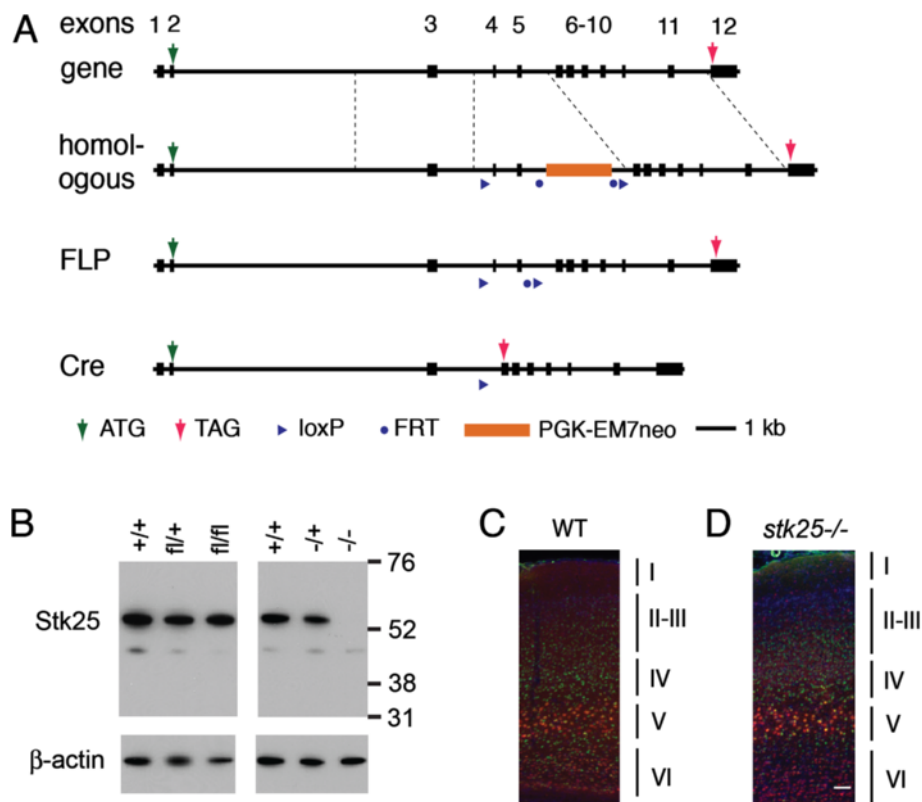 A
exons
1 2 3 4 5 6-10 11 12
gene
homol-
ogous
FLP
Cre
ATG TAG loxP FRT PGK-EM7neo 1 kb
B
+/+ fl/+ fl/fl +/+ -/+ -/-
76
Stk25
52
38
31
β-actin
C
WT
I
II-III
IV
V
VI
D
stk25-/-
I
II-III
IV
V
VI